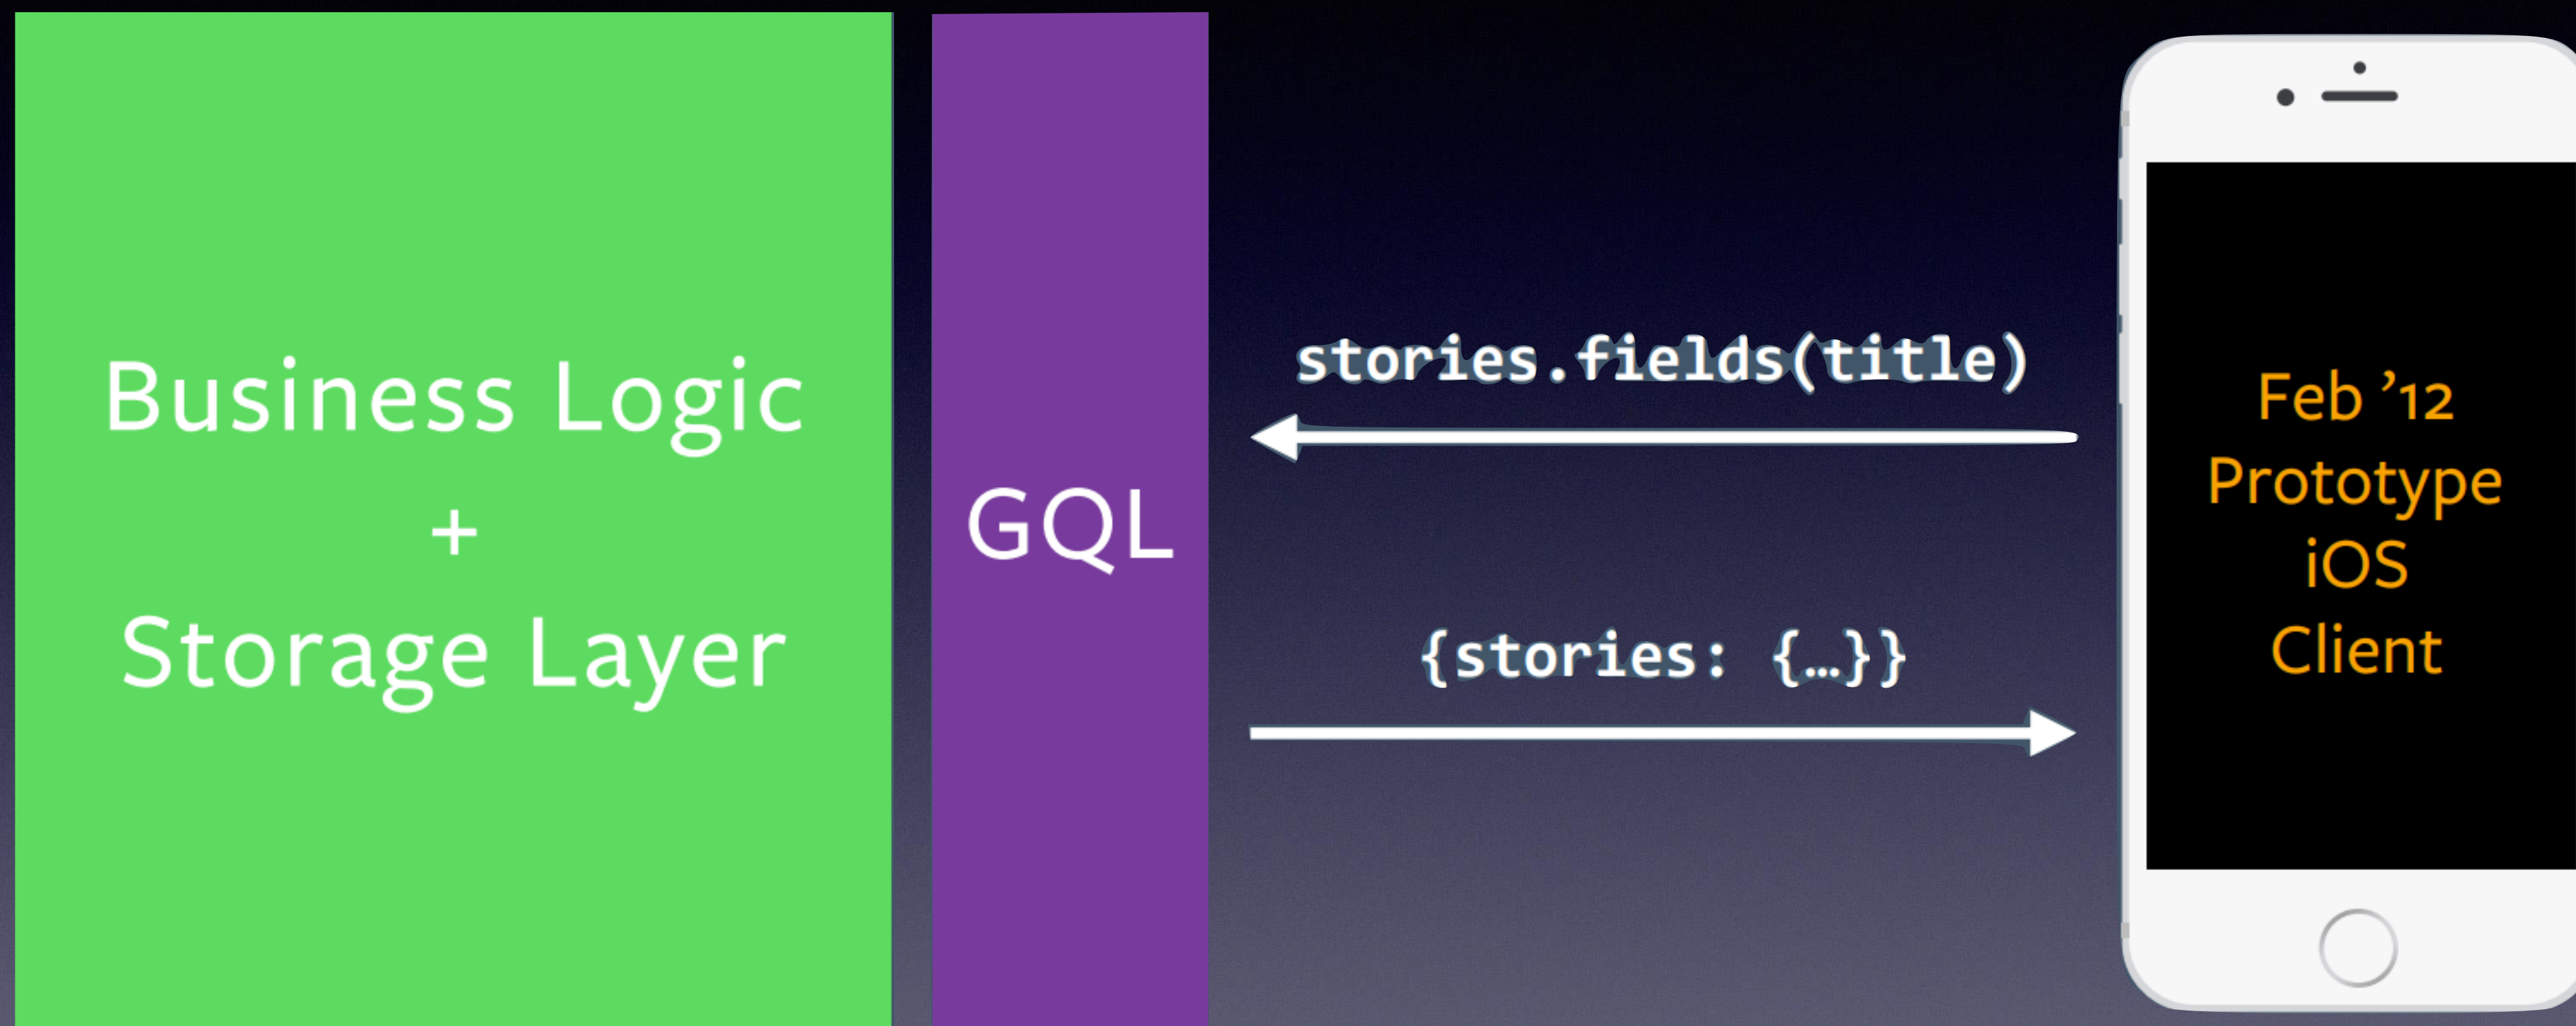 Business Logic
+
Storage Layer
GQL
stories.fields(title)
{stories: {…}}
Feb ’12
Prototype
iOS
Client